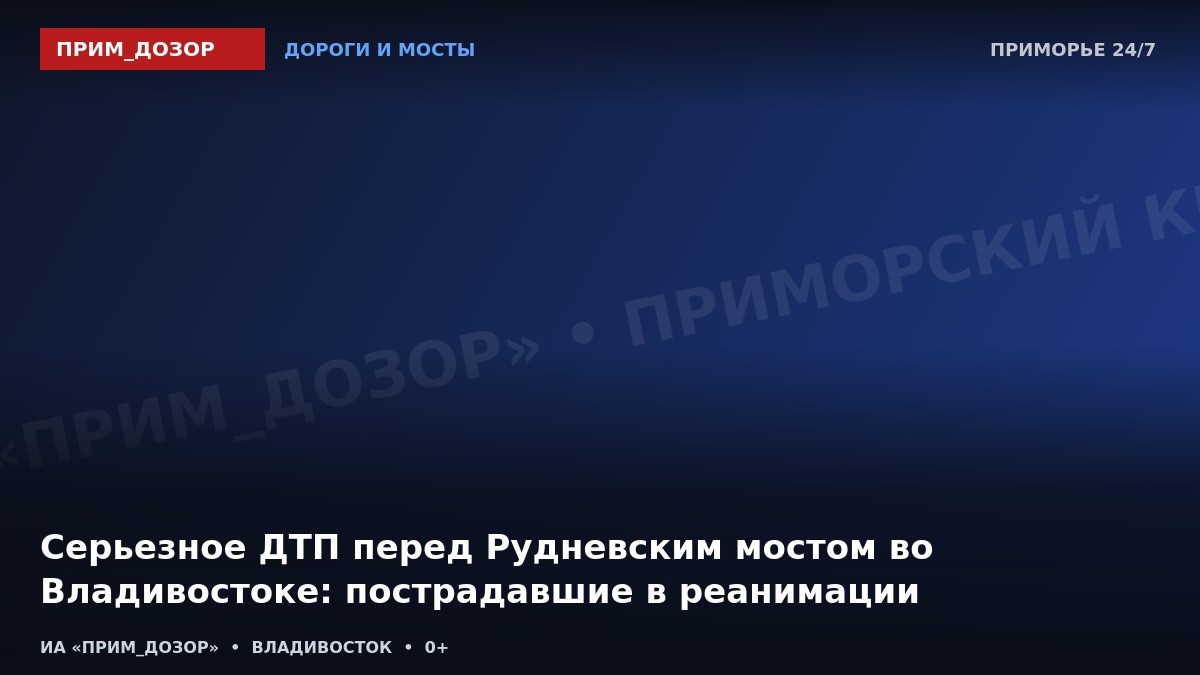 ПРИМ_ДОЗОР
ДОРОГИ И МОСТЫ
ПРИМОРЬЕ 24/7
«ПРИМ_ДОЗОР» • ПРИМОРСКИЙ
Серьезное ДТП перед Рудневским мостом во
Владивостоке: пострадавшие в реанимации
ИА «ПРИМ_ДОЗОР» • ВЛАДИВОСТОК • 0+